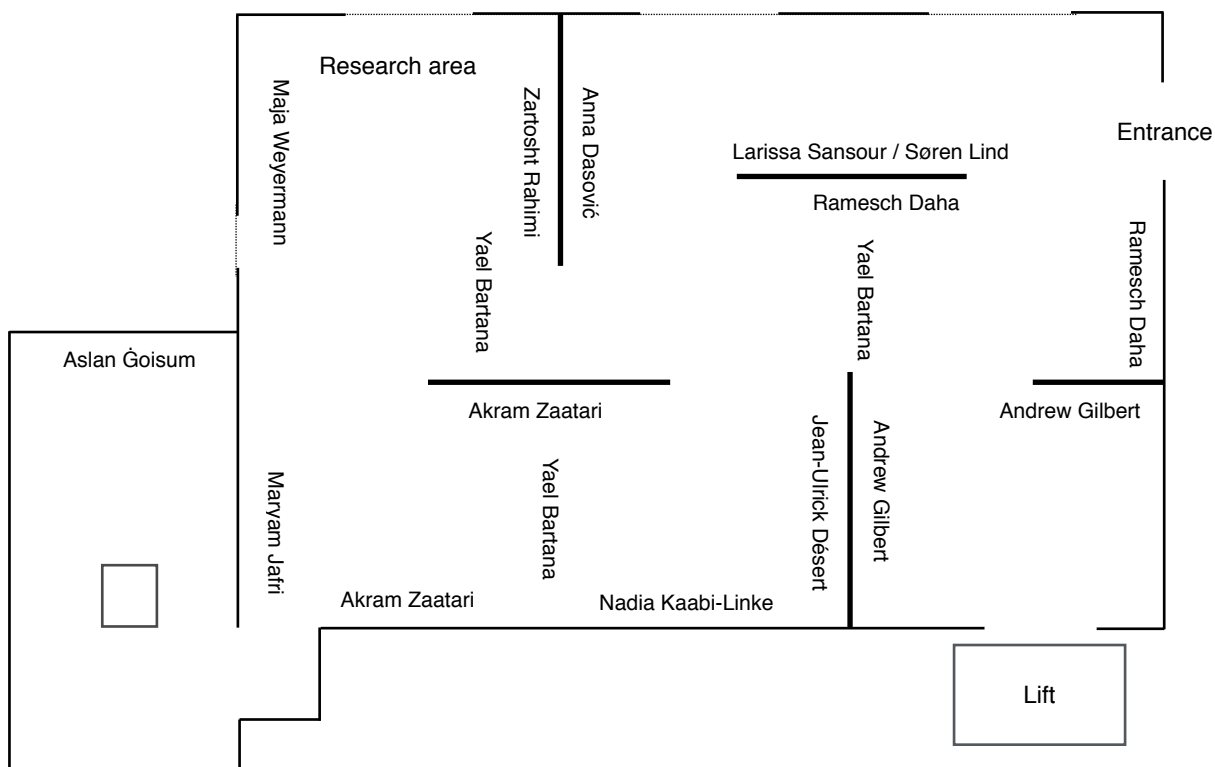 Research area
Maja Weyermann
Zartosht Rahimi
Anna Dasović
Entrance
Larissa Sansour / Søren Lind
Ramesch Daha
Yael Bartana
Yael Bartana
Ramesch Daha
Aslan Ġoisum
Akram Zaatari
Andrew Gilbert
Jean-Ulrick Désert
Andrew Gilbert
Maryam Jafri
Yael Bartana
Akram Zaatari
Nadia Kaabi-Linke
Lift